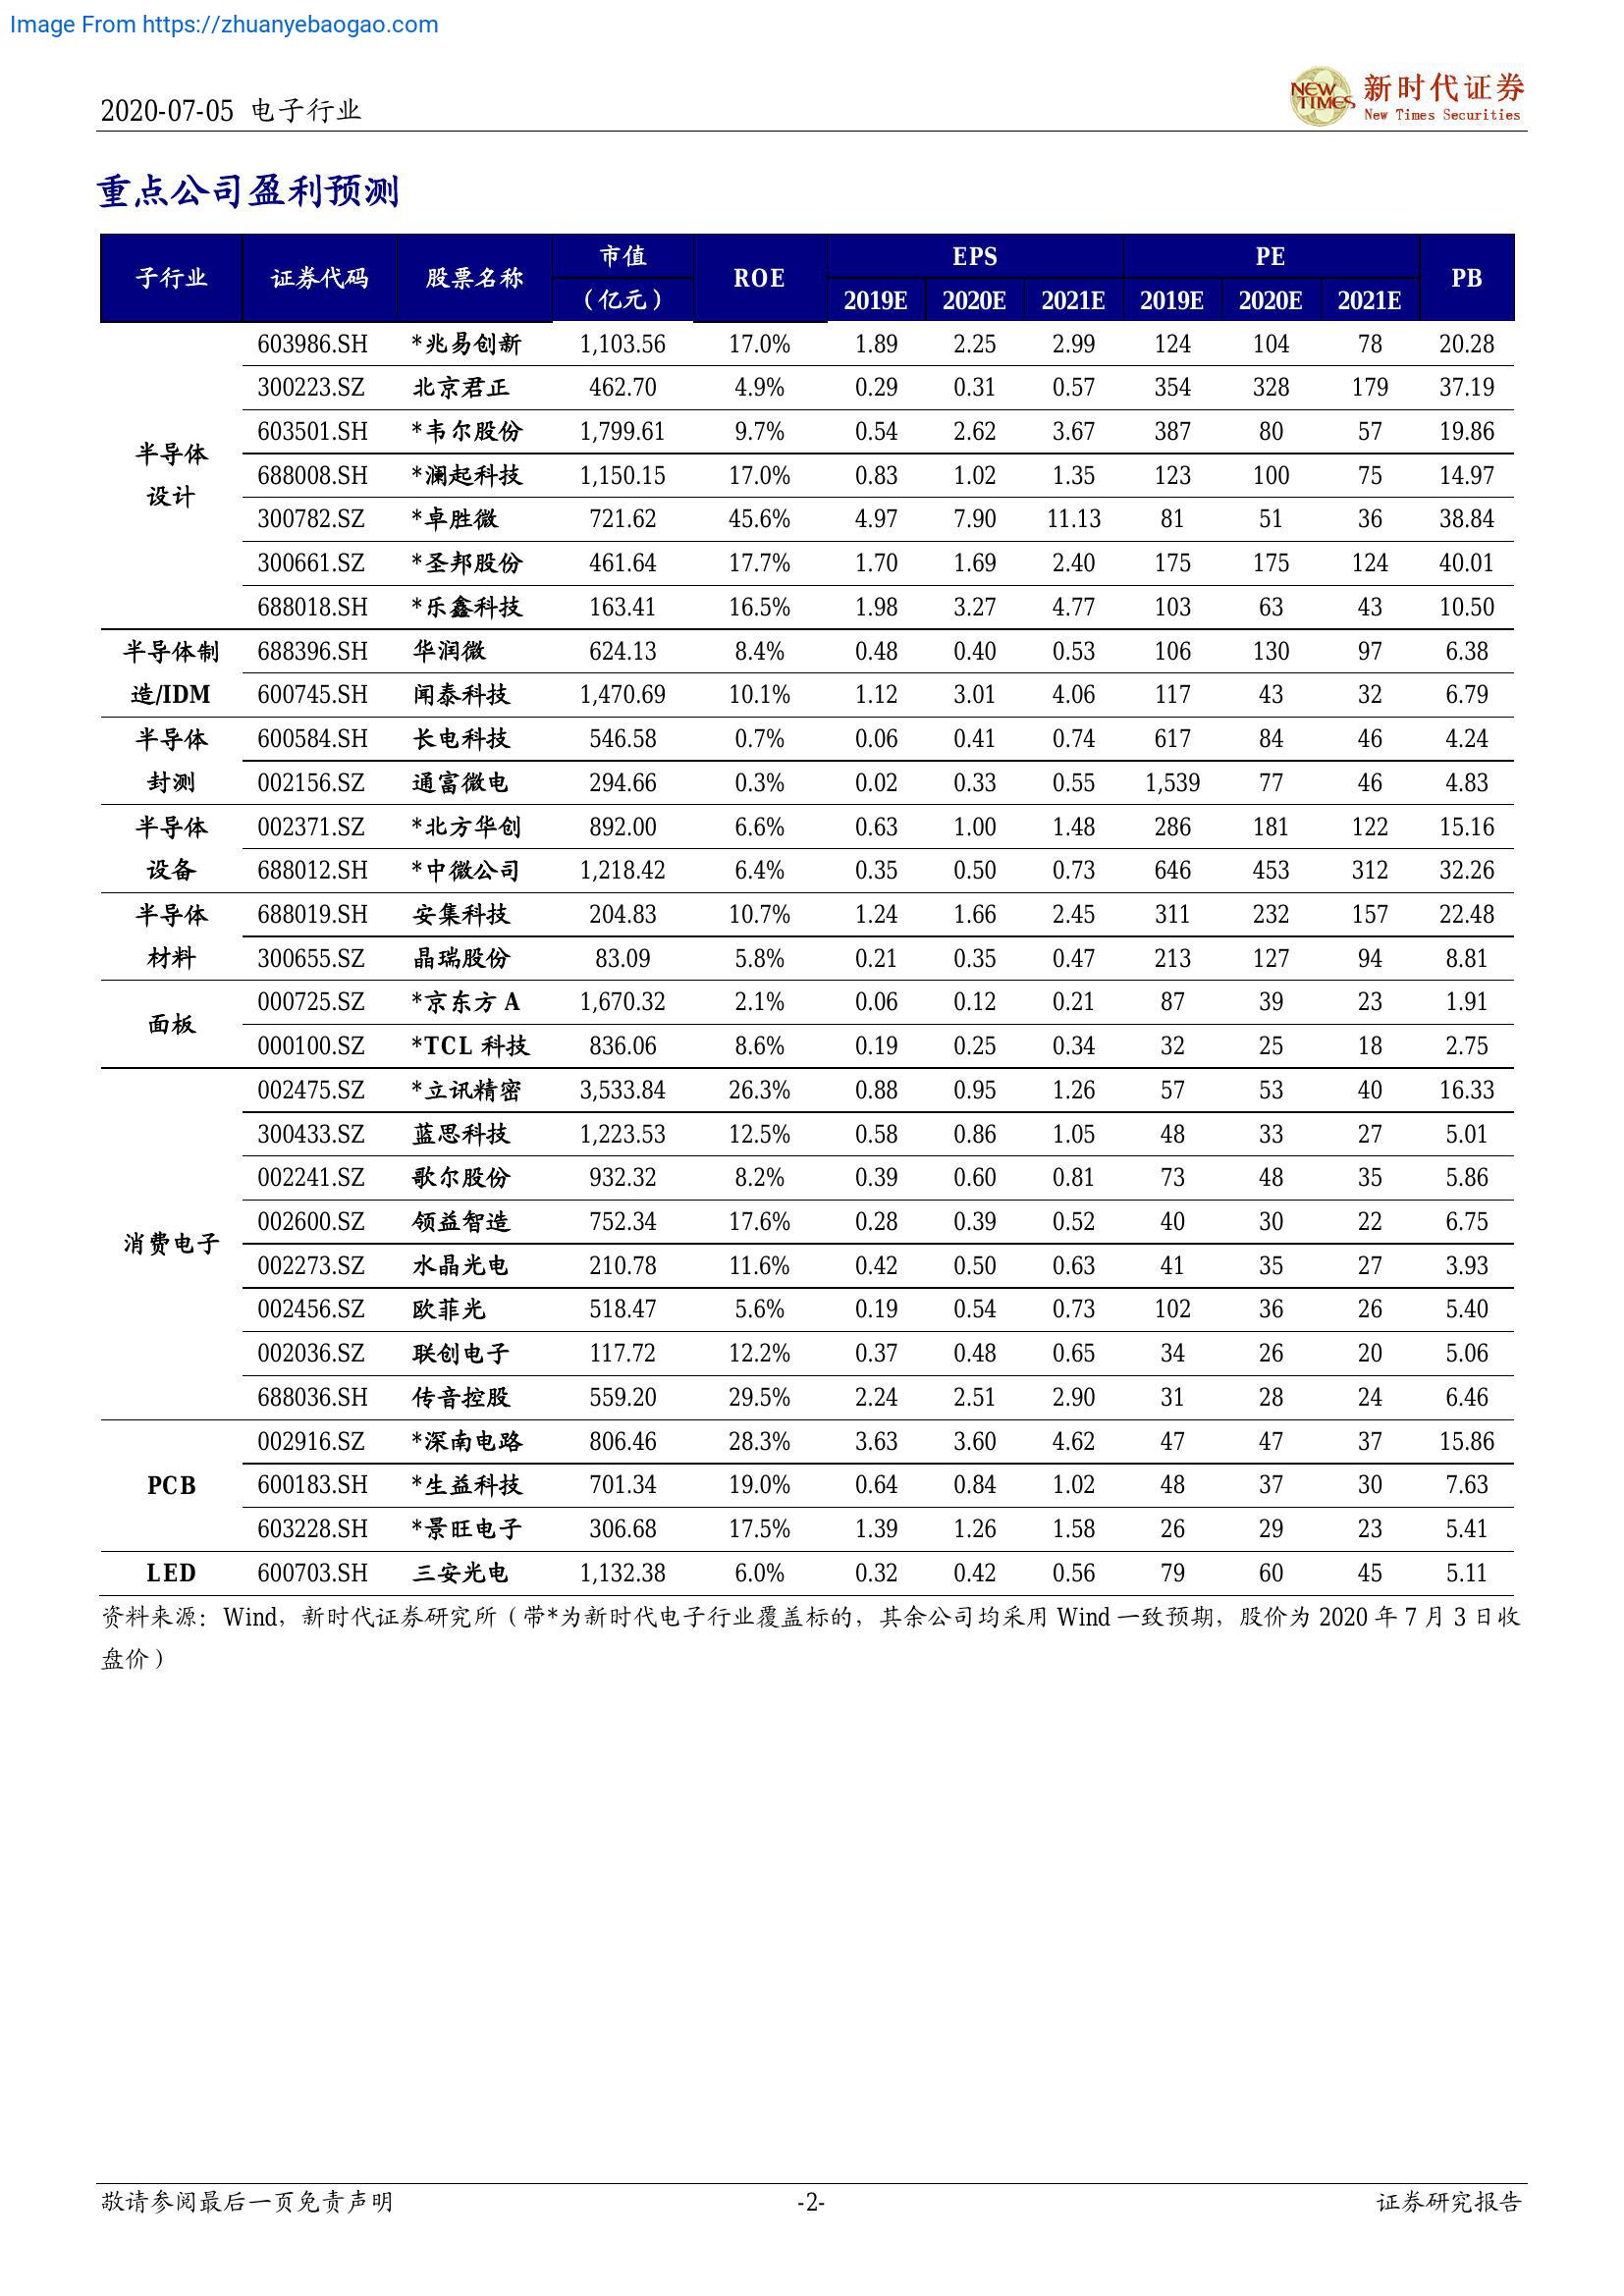 Image From https://zhuanyebaogao.com
2020-07-05 电子行业
NEW TIMES 新时代证券
New Times Securities
重点公司盈利预测
子行业 证券代码 股票名称 市值（亿元） ROE EPS PE PB
2019E 2020E 2021E 2019E 2020E 2021E
半导体设计 603986.SH *兆易创新 1,103.56 17.0% 1.89 2.25 2.99 124 104 78 20.28
300223.SZ 北京君正 462.70 4.9% 0.29 0.31 0.57 354 328 179 37.19
603501.SH *韦尔股份 1,799.61 9.7% 0.54 2.62 3.67 387 80 57 19.86
688008.SH *澜起科技 1,150.15 17.0% 0.83 1.02 1.35 123 100 75 14.97
300782.SZ *卓胜微 721.62 45.6% 4.97 7.90 11.13 81 51 36 38.84
300661.SZ *圣邦股份 461.64 17.7% 1.70 1.69 2.40 175 175 124 40.01
688018.SH *乐鑫科技 163.41 16.5% 1.98 3.27 4.77 103 63 43 10.50
半导体制造/IDM 688396.SH 华润微 624.13 8.4% 0.48 0.40 0.53 106 130 97 6.38
600745.SH 闻泰科技 1,470.69 10.1% 1.12 3.01 4.06 117 43 32 6.79
半导体封测 600584.SH 长电科技 546.58 0.7% 0.06 0.41 0.74 617 84 46 4.24
002156.SZ 通富微电 294.66 0.3% 0.02 0.33 0.55 1,539 77 46 4.83
半导体设备 002371.SZ *北方华创 892.00 6.6% 0.63 1.00 1.48 286 181 122 15.16
688012.SH *中微公司 1,218.42 6.4% 0.35 0.50 0.73 646 453 312 32.26
半导体材料 688019.SH 安集科技 204.83 10.7% 1.24 1.66 2.45 311 232 157 22.48
300655.SZ 晶瑞股份 83.09 5.8% 0.21 0.35 0.47 213 127 94 8.81
面板 000725.SZ *京东方 A 1,670.32 2.1% 0.06 0.12 0.21 87 39 23 1.91
000100.SZ *TCL 科技 836.06 8.6% 0.19 0.25 0.34 32 25 18 2.75
消费电子 002475.SZ *立讯精密 3,533.84 26.3% 0.88 0.95 1.26 57 53 40 16.33
300433.SZ 蓝思科技 1,223.53 12.5% 0.58 0.86 1.05 48 33 27 5.01
002241.SZ 歌尔股份 932.32 8.2% 0.39 0.60 0.81 73 48 35 5.86
002600.SZ 领益智造 752.34 17.6% 0.28 0.39 0.52 40 30 22 6.75
002273.SZ 水晶光电 210.78 11.6% 0.42 0.50 0.63 41 35 27 3.93
002456.SZ 欧菲光 518.47 5.6% 0.19 0.54 0.73 102 36 26 5.40
002036.SZ 联创电子 117.72 12.2% 0.37 0.48 0.65 34 26 20 5.06
688036.SH 传音控股 559.20 29.5% 2.24 2.51 2.90 31 28 24 6.46
PCB 002916.SZ *深南电路 806.46 28.3% 3.63 3.60 4.62 47 47 37 15.86
600183.SH *生益科技 701.34 19.0% 0.64 0.84 1.02 48 37 30 7.63
603228.SH *景旺电子 306.68 17.5% 1.39 1.26 1.58 26 29 23 5.41
LED 600703.SH 三安光电 1,132.38 6.0% 0.32 0.42 0.56 79 60 45 5.11
资料来源：Wind，新时代证券研究所（带*为新时代电子行业覆盖标的，其余公司均采用 Wind 一致预期，股价为 2020 年 7 月 3 日收
盘价）
敬请参阅最后一页免责声明 -2- 证券研究报告